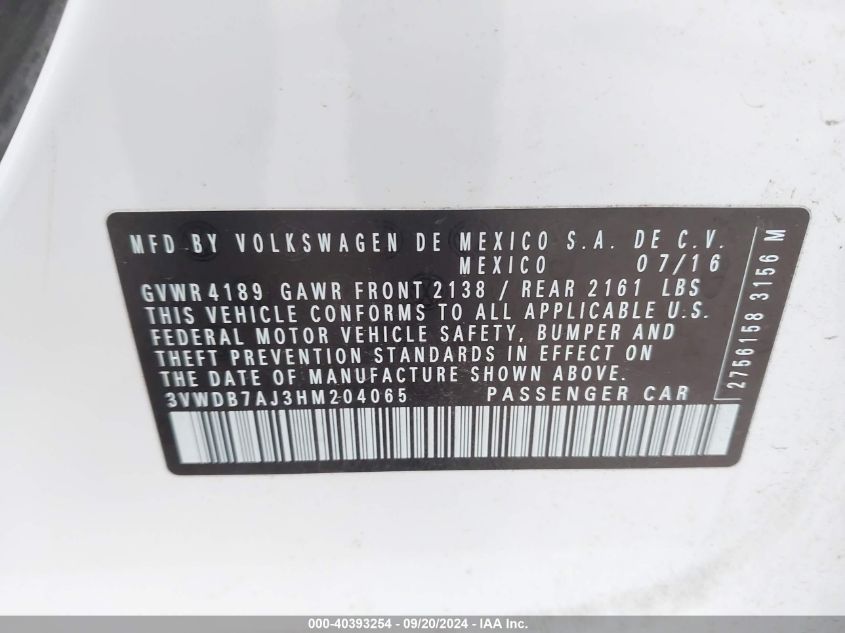 MFD BY VOLKSWAGEN DE MEXICO S.A. DE C.V.
MEXICO 07/16
GVWR 4189 GAWR FRONT 2138 / REAR 2161 LBS
THIS VEHICLE CONFORMS TO ALL APPLICABLE U.S.
FEDERAL MOTOR VEHICLE SAFETY, BUMPER AND
THEFT PREVENTION STANDARDS IN EFFECT ON
THE DATE OF MANUFACTURE SHOWN ABOVE.
3VWDB7AJ3HM204065 PASSENGER CAR
2756158 3156 M
000-40393254 - 09/20/2024 - IAA Inc.